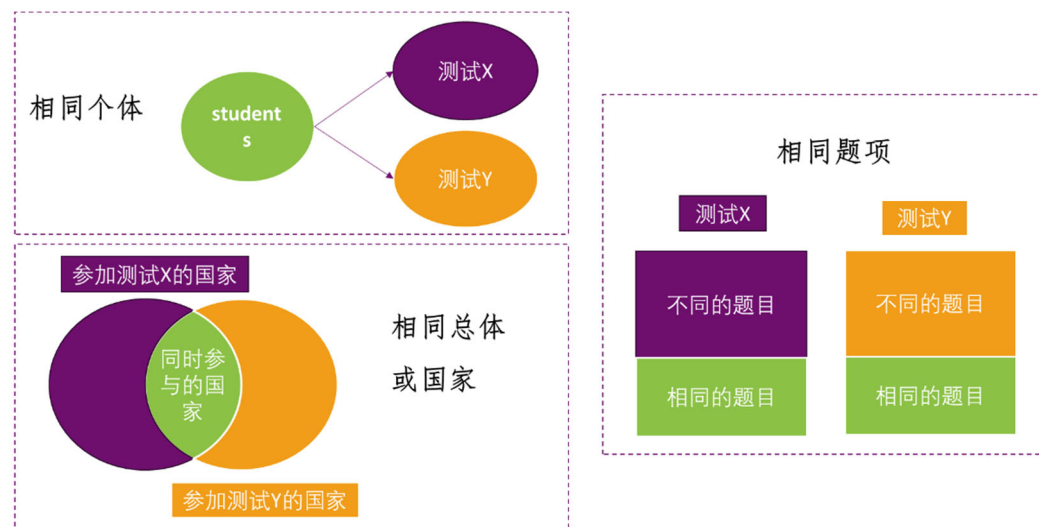 相同个体
student
s
测试X
测试Y
参加测试X的国家
同时参
与的国
家
相同总体
或国家
参加测试Y的国家
相同题项
测试X
测试Y
不同的题目
不同的题目
相同的题目
相同的题目